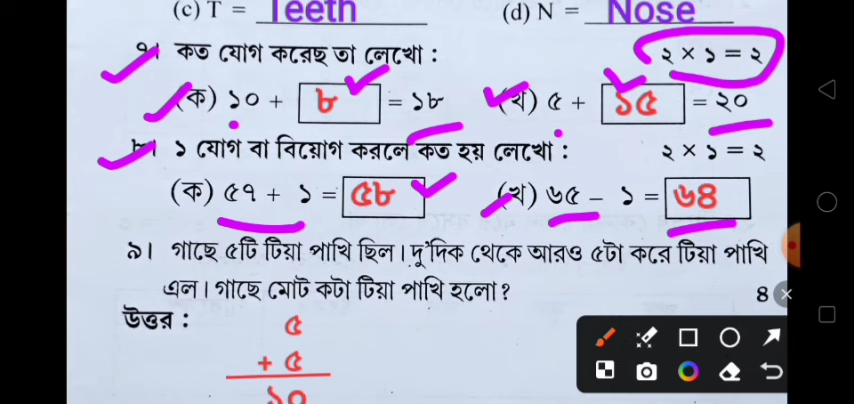 (c) T = Teeth (d) N = Nose
৭। কত যোগ করেছ তা লেখো : ২ × ১ = ২
(ক) ১০ + ৮ = ১৮ (খ) ৫ + ১৫ = ২০
৮। ১ যোগ বা বিয়োগ করলে কত হয় লেখো : ২ × ১ = ২
(ক) ৫৭ + ১ = ৫৮ (খ) ৬৫ – ১ = ৬৪
৯। গাছে ৫টি টিয়া পাখি ছিল। দু'দিক থেকে আরও ৫টা করে টিয়া পাখি
এল। গাছে মোট কটা টিয়া পাখি হলো? ৪
উত্তর : ৫
+ ৫
১০